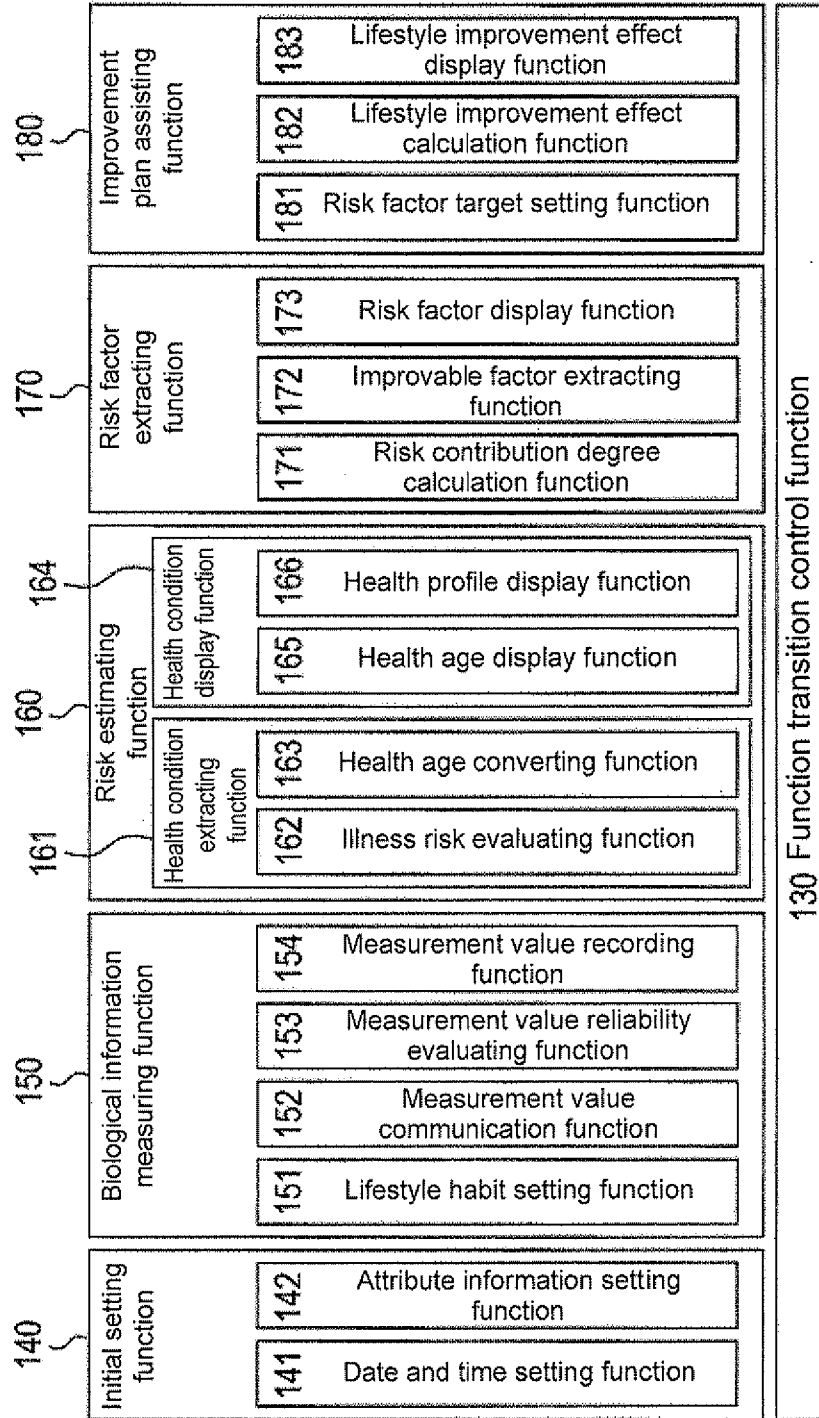 140
Initial setting
function
141
Date and time setting function
142
Attribute information setting
function
150
Biological information
measuring function
151
Lifestyle habit setting function
152
Measurement value
communication function
153
Measurement value reliability
evaluating function
154
Measurement value recording
function
160
Risk estimating
function
161
Health condition
extracting
function
162
Illness risk evaluating function
163
Health age converting function
164
Health condition
display function
165
Health age display function
166
Health profile display function
170
Risk factor
extracting
function
171
Risk contribution degree
calculation function
172
Improvable factor extracting
function
173
Risk factor display function
180
Improvement
plan assisting
function
181
Risk factor target setting function
182
Lifestyle improvement effect
calculation function
183
Lifestyle improvement effect
display function
130 Function transition control function